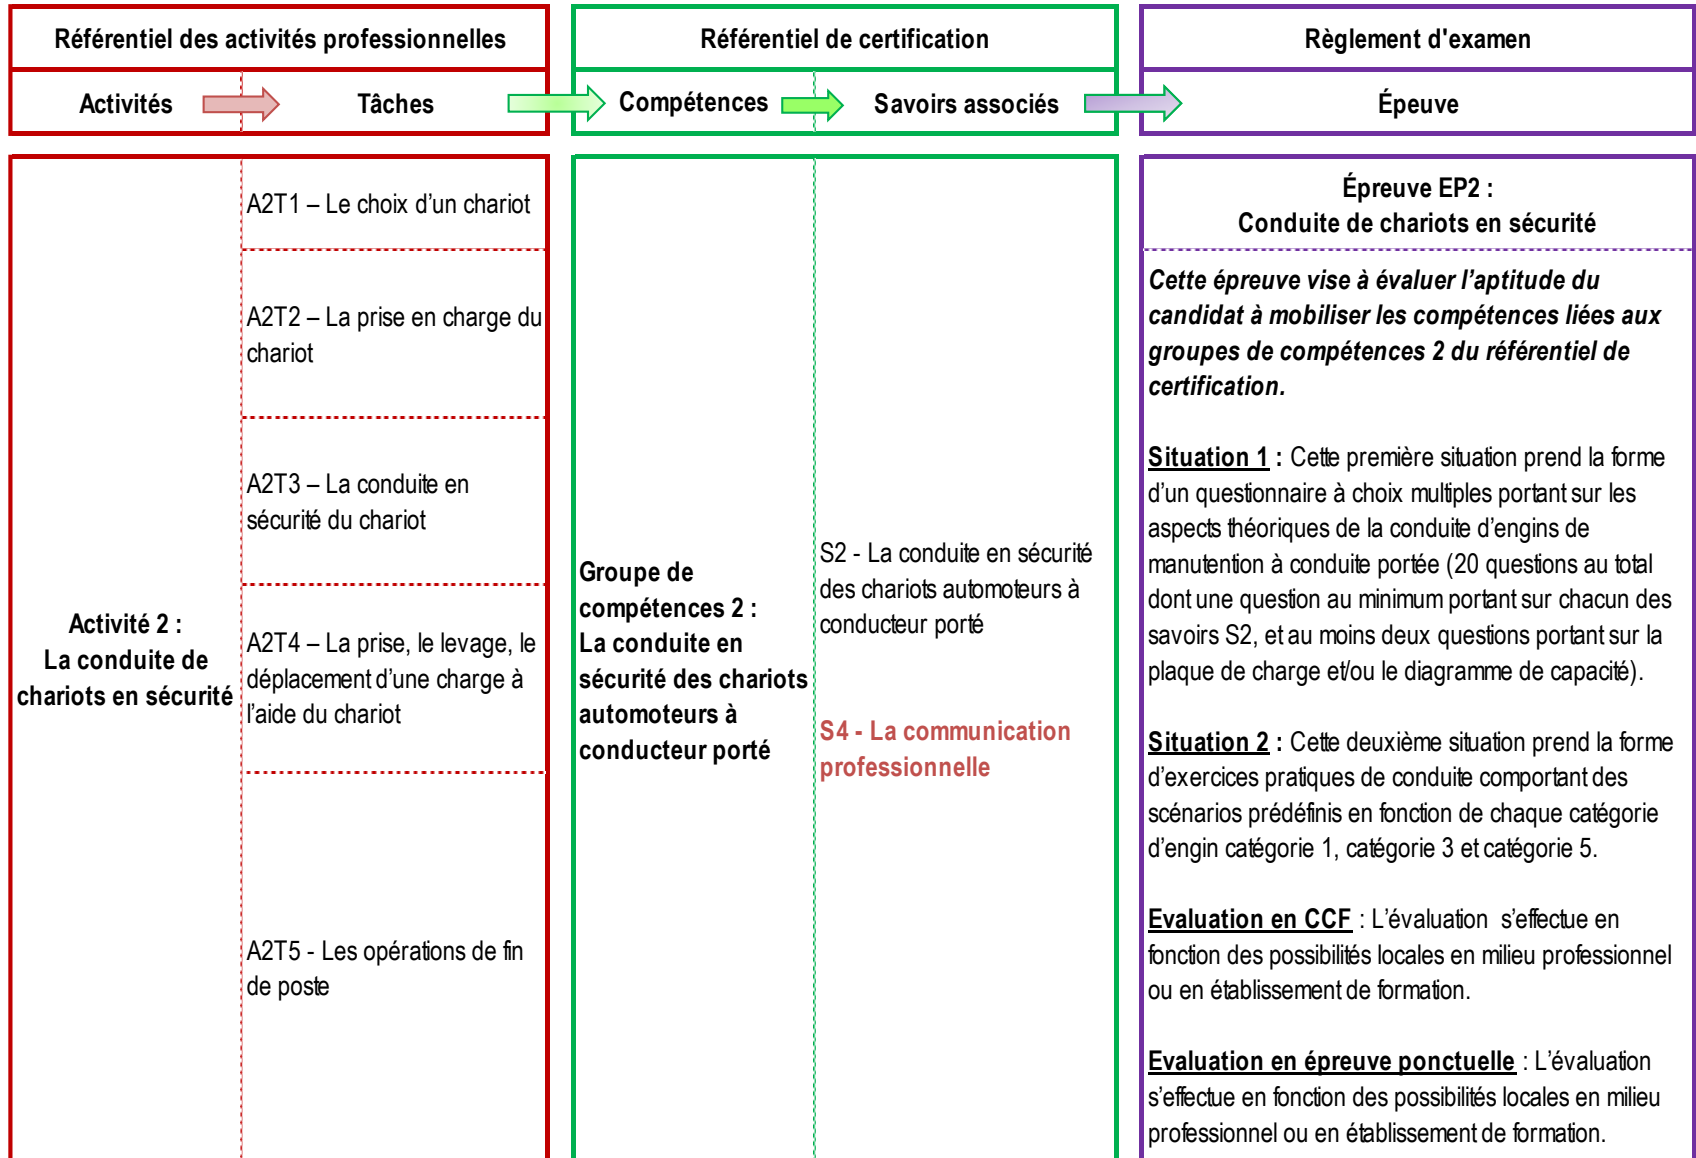 Référentiel des activités professionnelles
Référentiel de certification
Règlement d'examen
Activités
Tâches
Compétences
Savoirs associés
Épeuve
Activité 2 :
La conduite de
chariots en sécurité
A2T1 – Le choix d’un chariot
A2T2 – La prise en charge du
chariot
A2T3 – La conduite en
sécurité du chariot
A2T4 – La prise, le levage, le
déplacement d’une charge à
l’aide du chariot
A2T5 - Les opérations de fin
de poste
Groupe de
compétences 2 :
La conduite en
sécurité des chariots
automoteurs à
conducteur porté
S2 - La conduite en sécurité
des chariots automoteurs à
conducteur porté
S4 - La communication
professionnelle
Épreuve EP2 :
Conduite de chariots en sécurité
Cette épreuve vise à évaluer l’aptitude du
candidat à mobiliser les compétences liées aux
groupes de compétences 2 du référentiel de
certification.
Situation 1 : Cette première situation prend la forme
d’un questionnaire à choix multiples portant sur les
aspects théoriques de la conduite d’engins de
manutention à conduite portée (20 questions au total
dont une question au minimum portant sur chacun des
savoirs S2, et au moins deux questions portant sur la
plaque de charge et/ou le diagramme de capacité).
Situation 2 : Cette deuxième situation prend la forme
d’exercices pratiques de conduite comportant des
scénarios prédéfinis en fonction de chaque catégorie
d’engin catégorie 1, catégorie 3 et catégorie 5.
Evaluation en CCF : L’évaluation s’effectue en
fonction des possibilités locales en milieu professionnel
ou en établissement de formation.
Evaluation en épreuve ponctuelle : L’évaluation
s’effectue en fonction des possibilités locales en milieu
professionnel ou en établissement de formation.